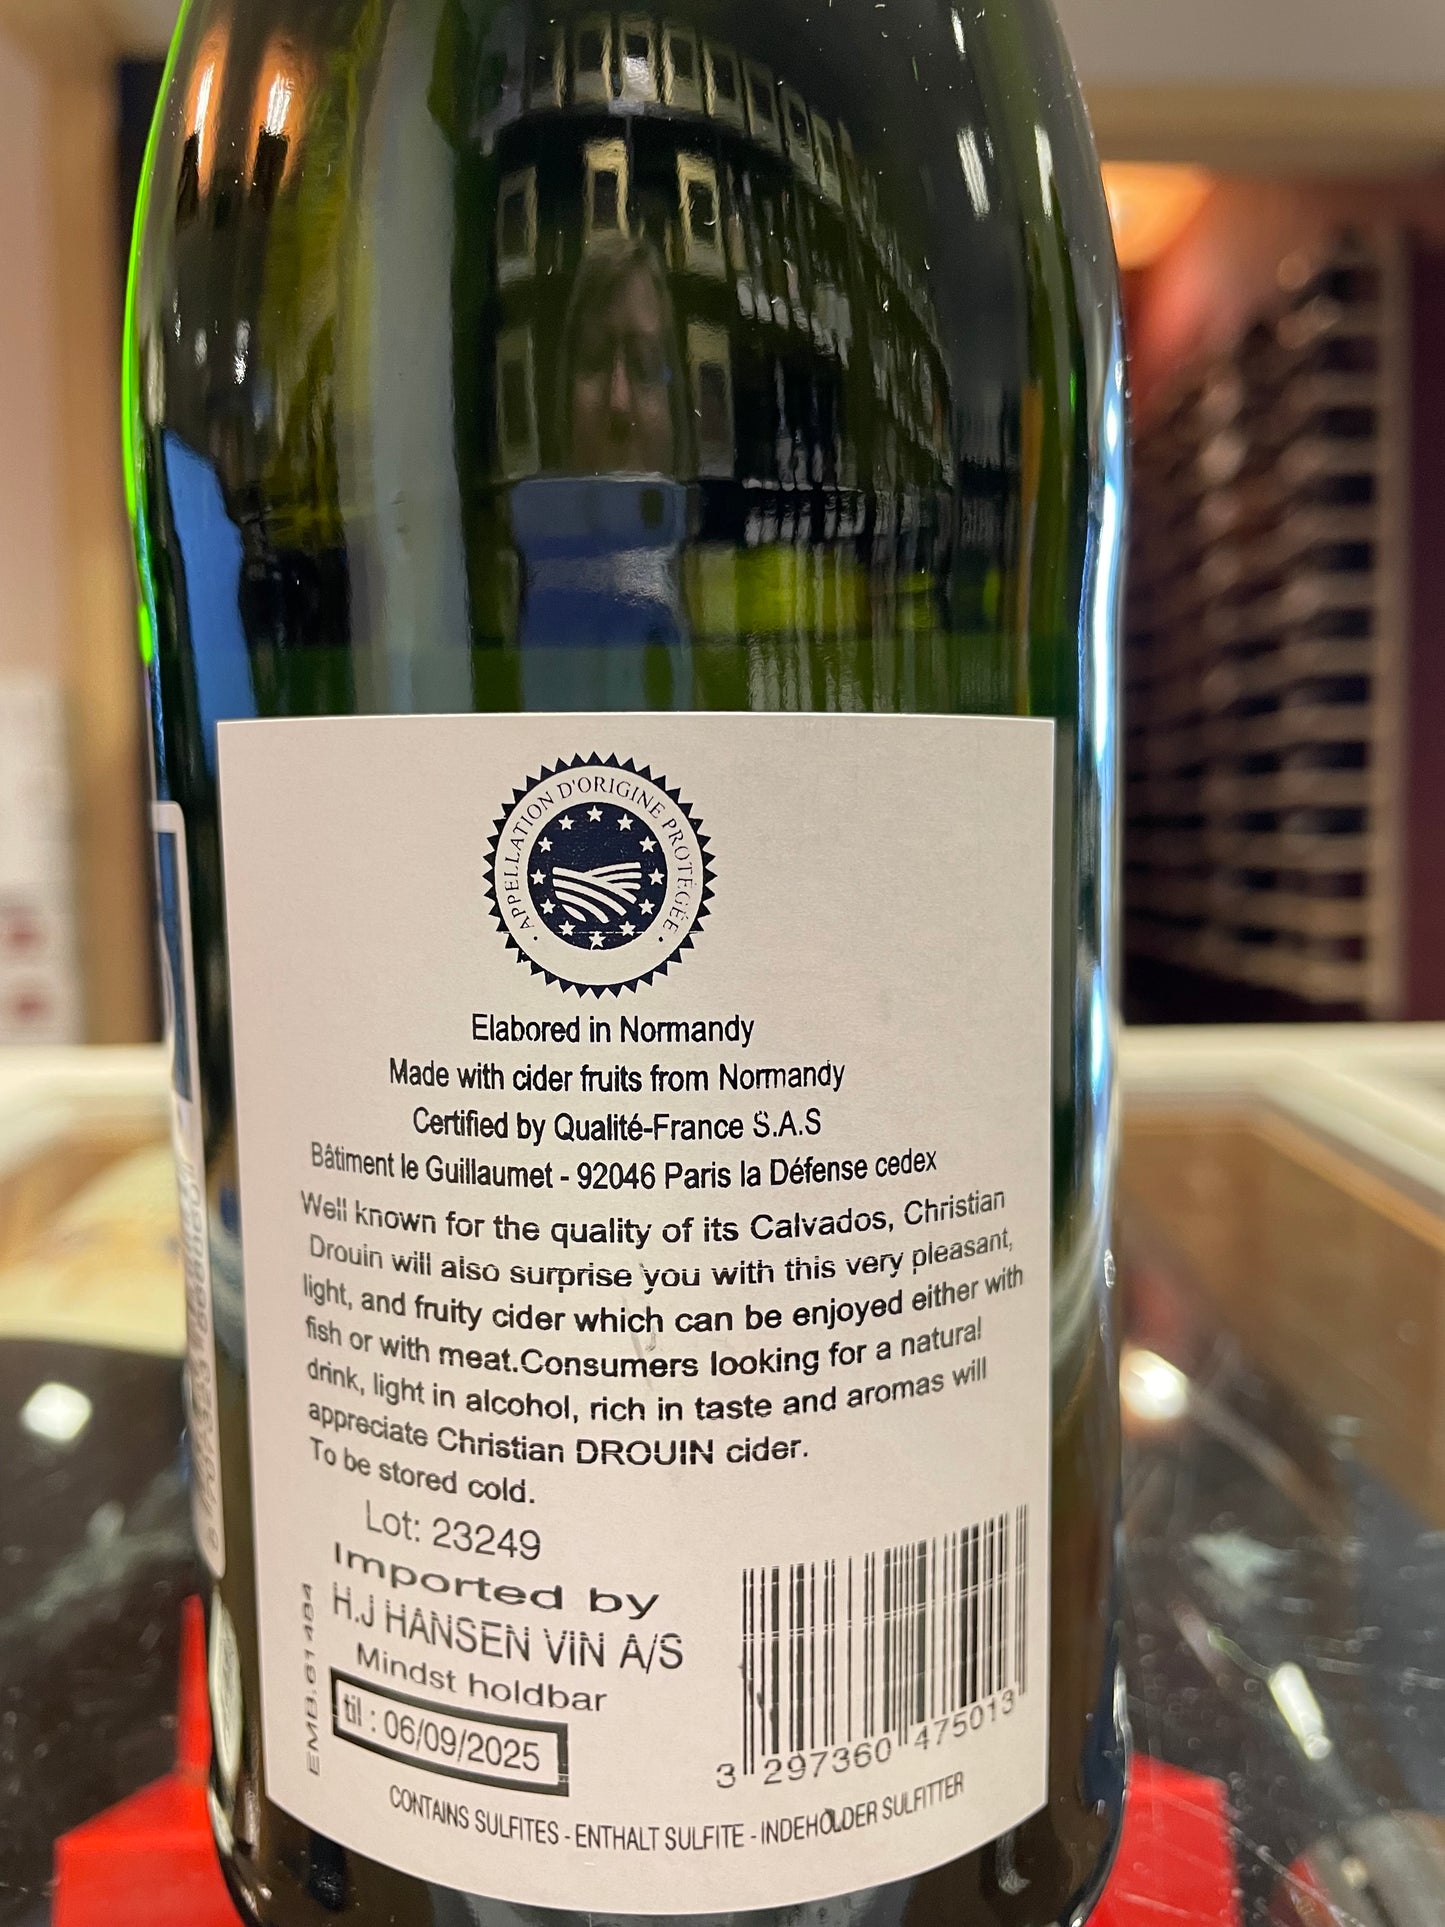 APPELLATION D'ORIGINE PROTÉGÉE
Elabored in Normandy
Made with cider fruits from Normandy
Certified by Qualité-France S.A.S
Bâtiment le Guillaumet - 92046 Paris la Défense cedex
Well known for the quality of its Calvados, Christian
Drouin will also surprise you with this very pleasant,
light, and fruity cider which can be enjoyed either with
fish or with meat.Consumers looking for a natural
drink, light in alcohol, rich in taste and aromas will
appreciate Christian DROUIN cider.
To be stored cold.
Lot: 23249
Imported by
H.J HANSEN VIN A/S
Mindst holdbar
til : 06/09/2025
EMB.61 484
3 297360 475013
CONTAINS SULFITES - ENTHALT SULFITE - INDEHOLDER SULFITTER